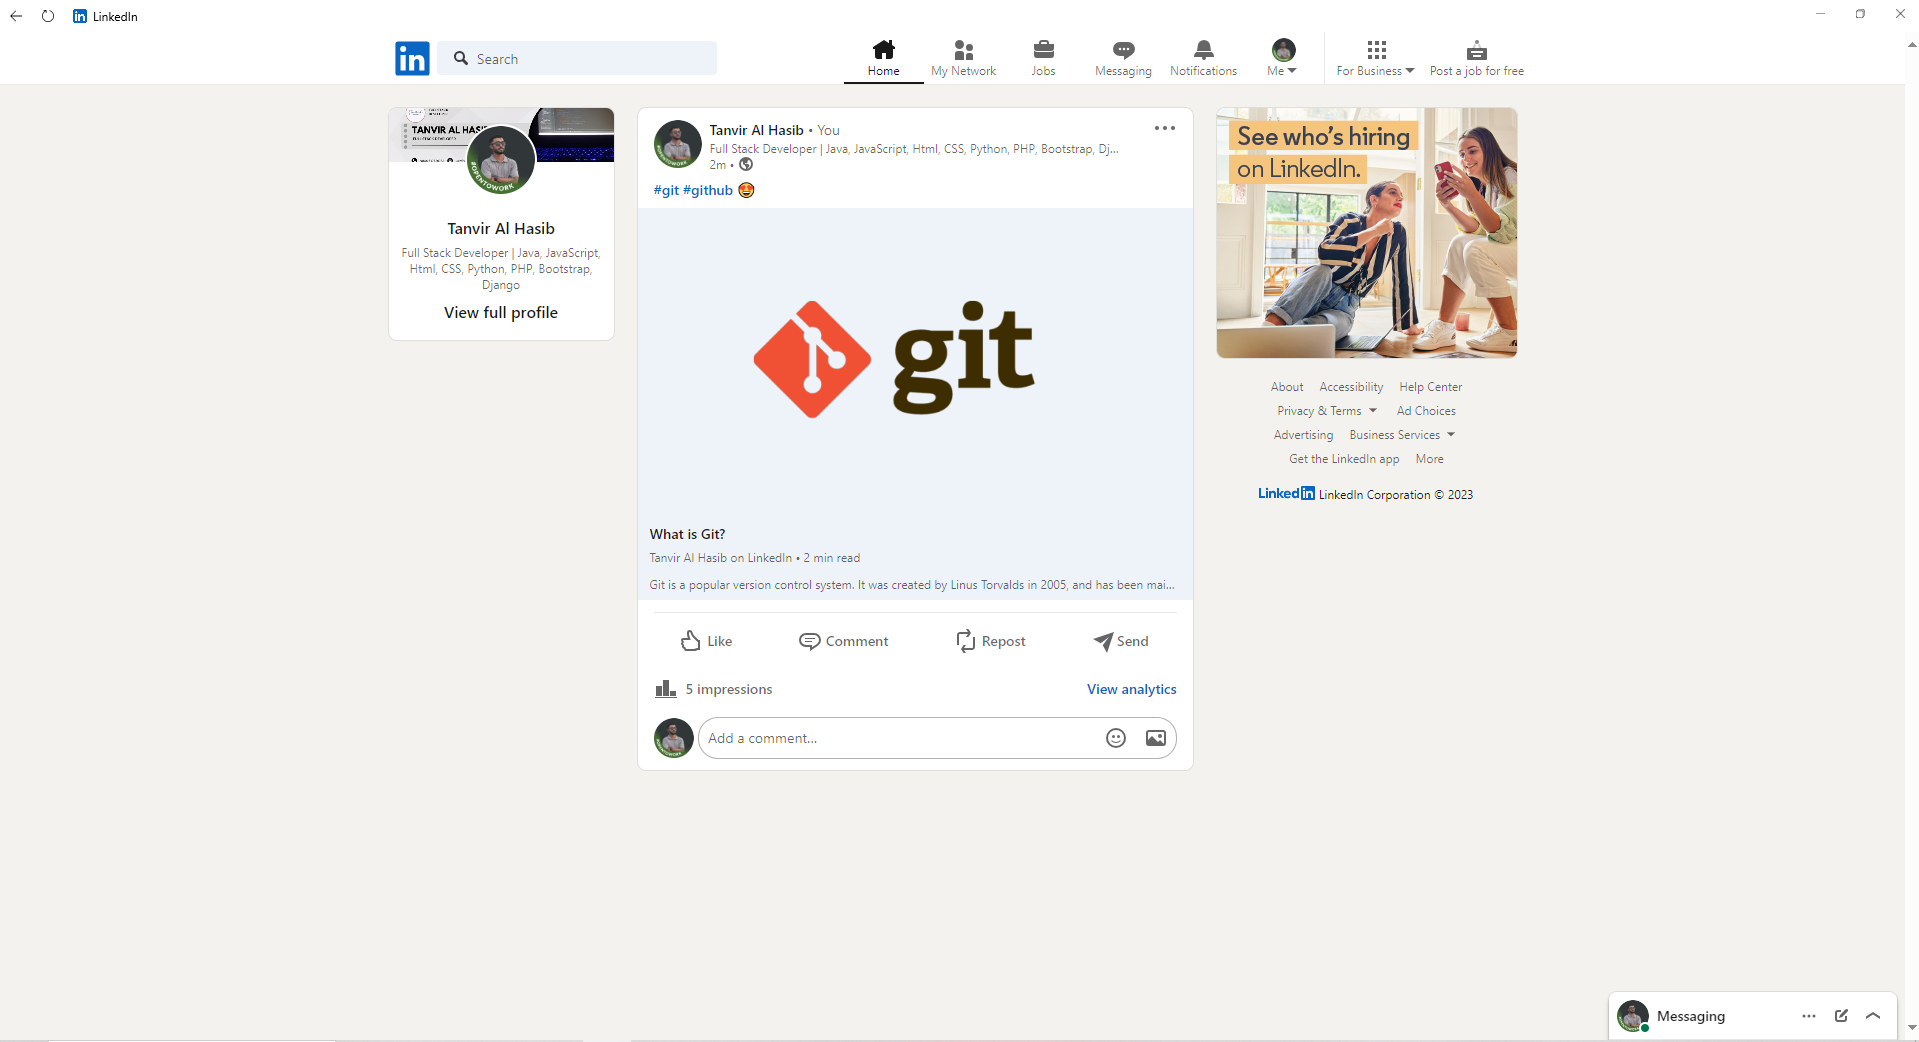 LinkedIn
in
Search
Home
My Network
Jobs
Messaging
Notifications
Me
For Business
Post a job for free
TANVIR AL HAS
#OPENTOWORK
Tanvir Al Hasib
Full Stack Developer | Java, JavaScript,
Html, CSS, Python, PHP, Bootstrap,
Django
View full profile
Tanvir Al Hasib • You
Full Stack Developer | Java, JavaScript, Html, CSS, Python, PHP, Bootstrap, Dj...
2m •
#git #github 🤩
git
What is Git?
Tanvir Al Hasib on LinkedIn • 2 min read
Git is a popular version control system. It was created by Linus Torvalds in 2005, and has been mai...
Like
Comment
Repost
Send
5 impressions
View analytics
Add a comment...
See who's hiring
on LinkedIn.
About Accessibility Help Center
Privacy & Terms Ad Choices
Advertising Business Services
Get the LinkedIn app More
LinkedIn LinkedIn Corporation © 2023
Messaging